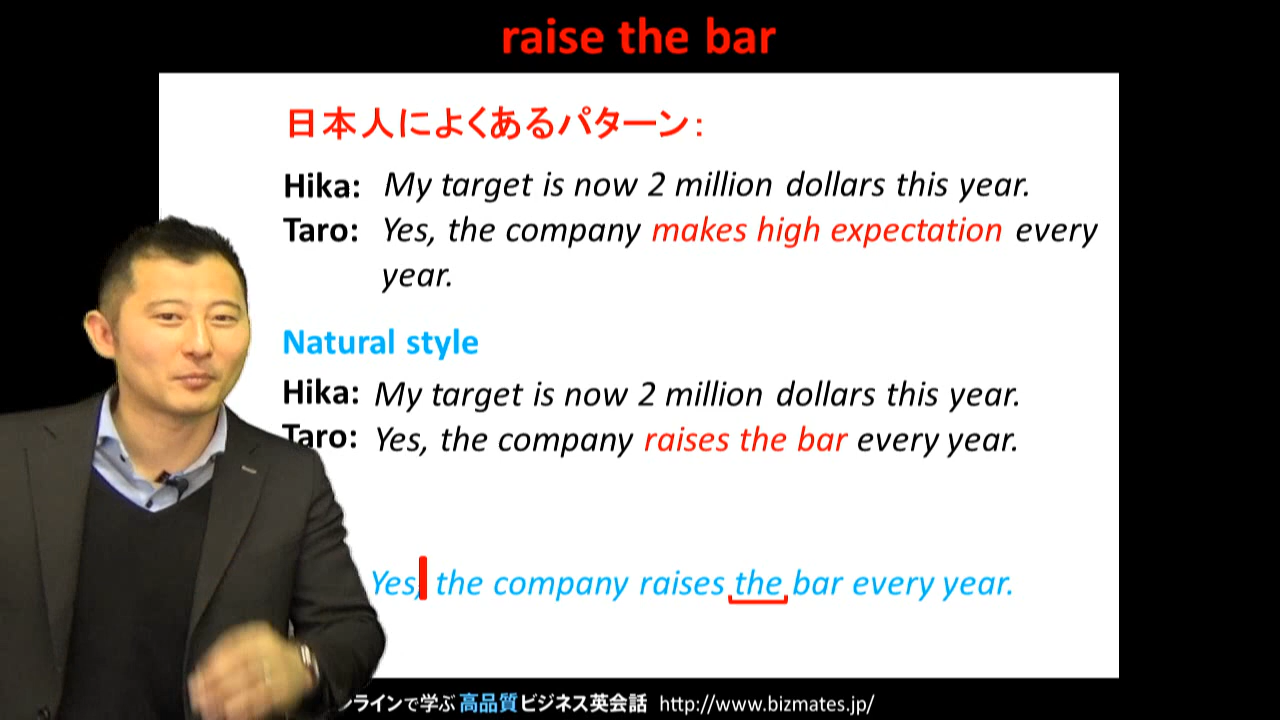 raise the bar
日本人によくあるパターン：
Hika: My target is now 2 million dollars this year.
Taro: Yes, the company makes high expectation every
year.
Natural style
Hika: My target is now 2 million dollars this year.
Taro: Yes, the company raises the bar every year.
Yes, the company raises the bar every year.
ラインで学ぶ 高品質 ビジネス英会話 http://www.bizmates.jp/